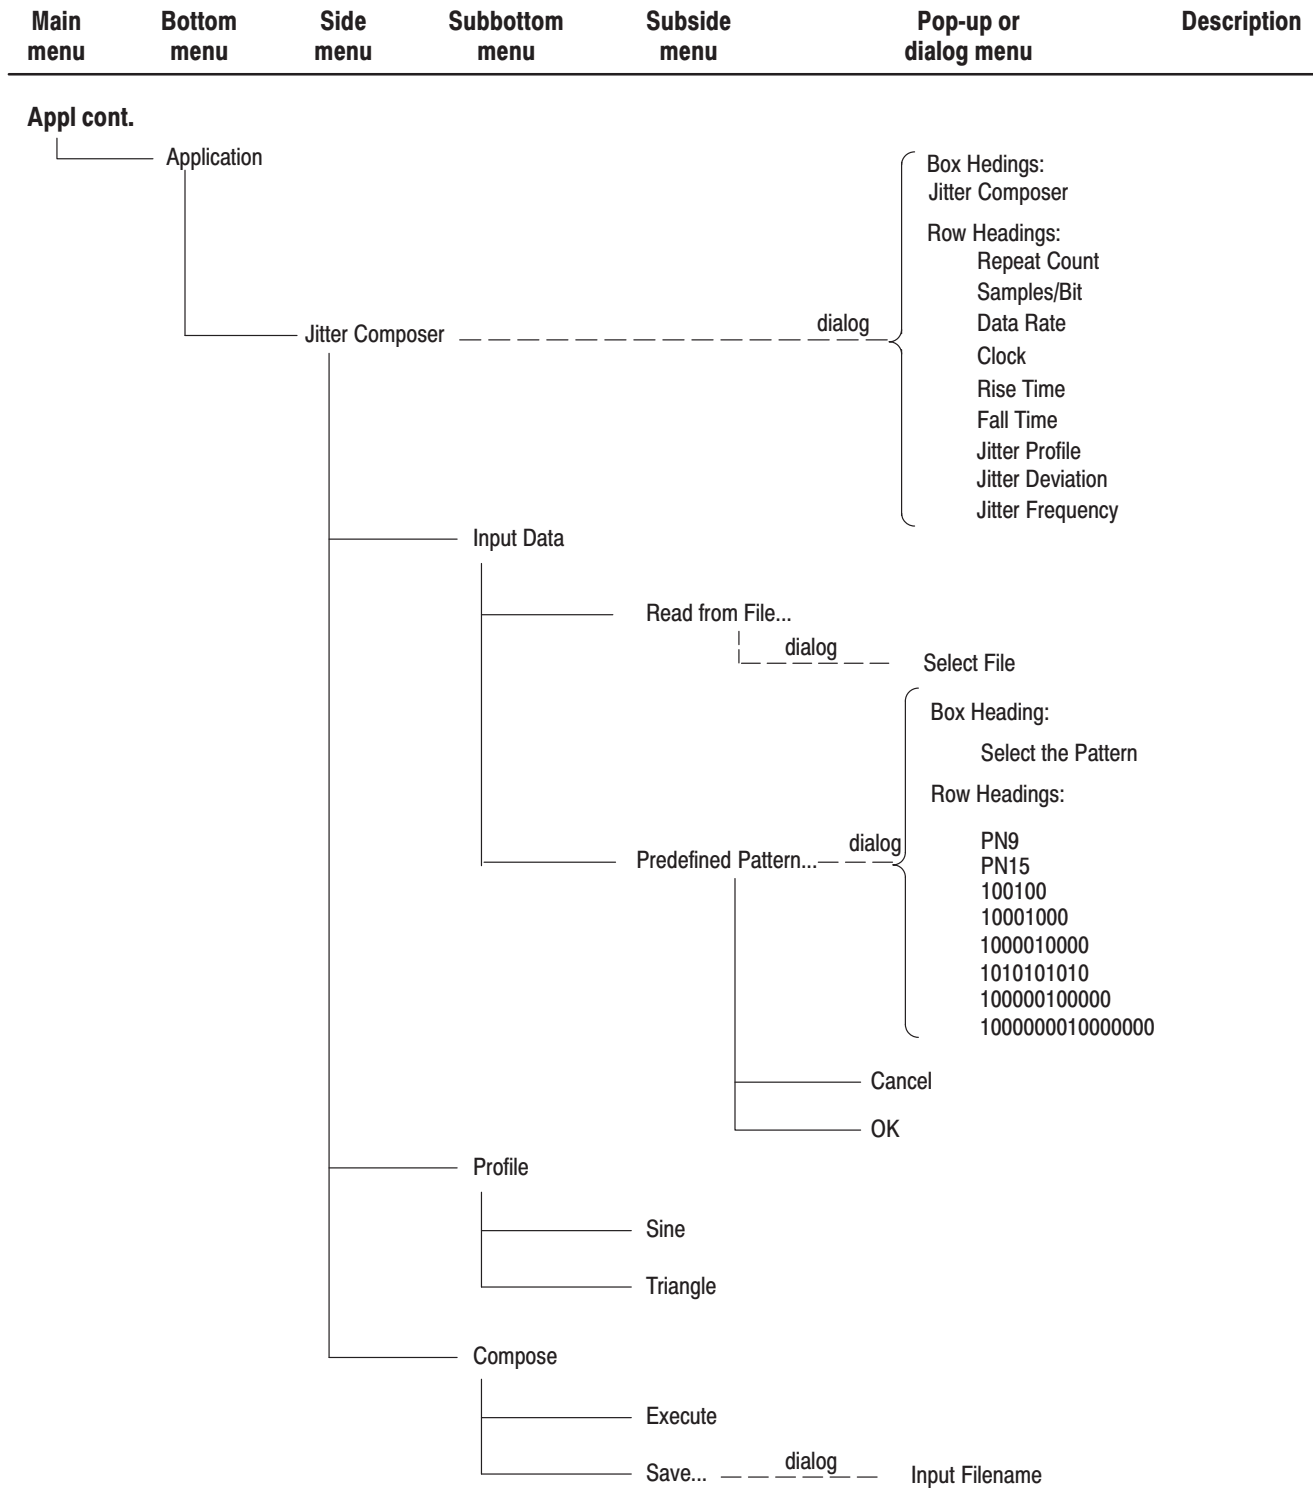 Main menu
Bottom menu
Side menu
Subbottom menu
Subside menu
Pop-up or dialog menu
Description
Appl cont.
Application
Box Hedings:
Jitter Composer
Row Headings:
Repeat Count
Samples/Bit
Jitter Composer
dialog
Data Rate
Clock
Rise Time
Fall Time
Jitter Profile
Jitter Deviation
Jitter Frequency
Input Data
Read from File...
dialog
Select File
Box Heading:
Select the Pattern
Row Headings:
Predefined Pattern...
dialog
PN9
PN15
100100
10001000
1000010000
1010101010
100000100000
1000000010000000
Cancel
OK
Profile
Sine
Triangle
Compose
Execute
Save...
dialog
Input Filename